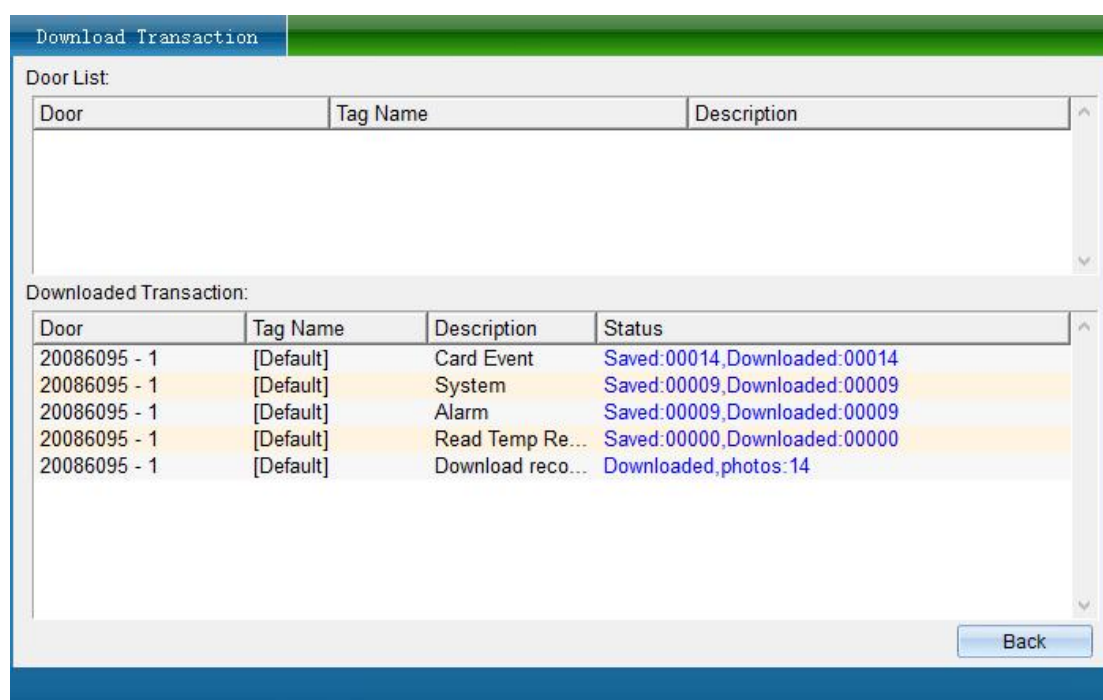 Download Transaction
Door List:
Door Tag Name Description
Downloaded Transaction:
Door Tag Name Description Status
20086095 - 1 [Default] Card Event Saved:00014,Downloaded:00014
20086095 - 1 [Default] System Saved:00009,Downloaded:00009
20086095 - 1 [Default] Alarm Saved:00009,Downloaded:00009
20086095 - 1 [Default] Read Temp Re... Saved:00000,Downloaded:00000
20086095 - 1 [Default] Download reco... Downloaded,photos:14
Back